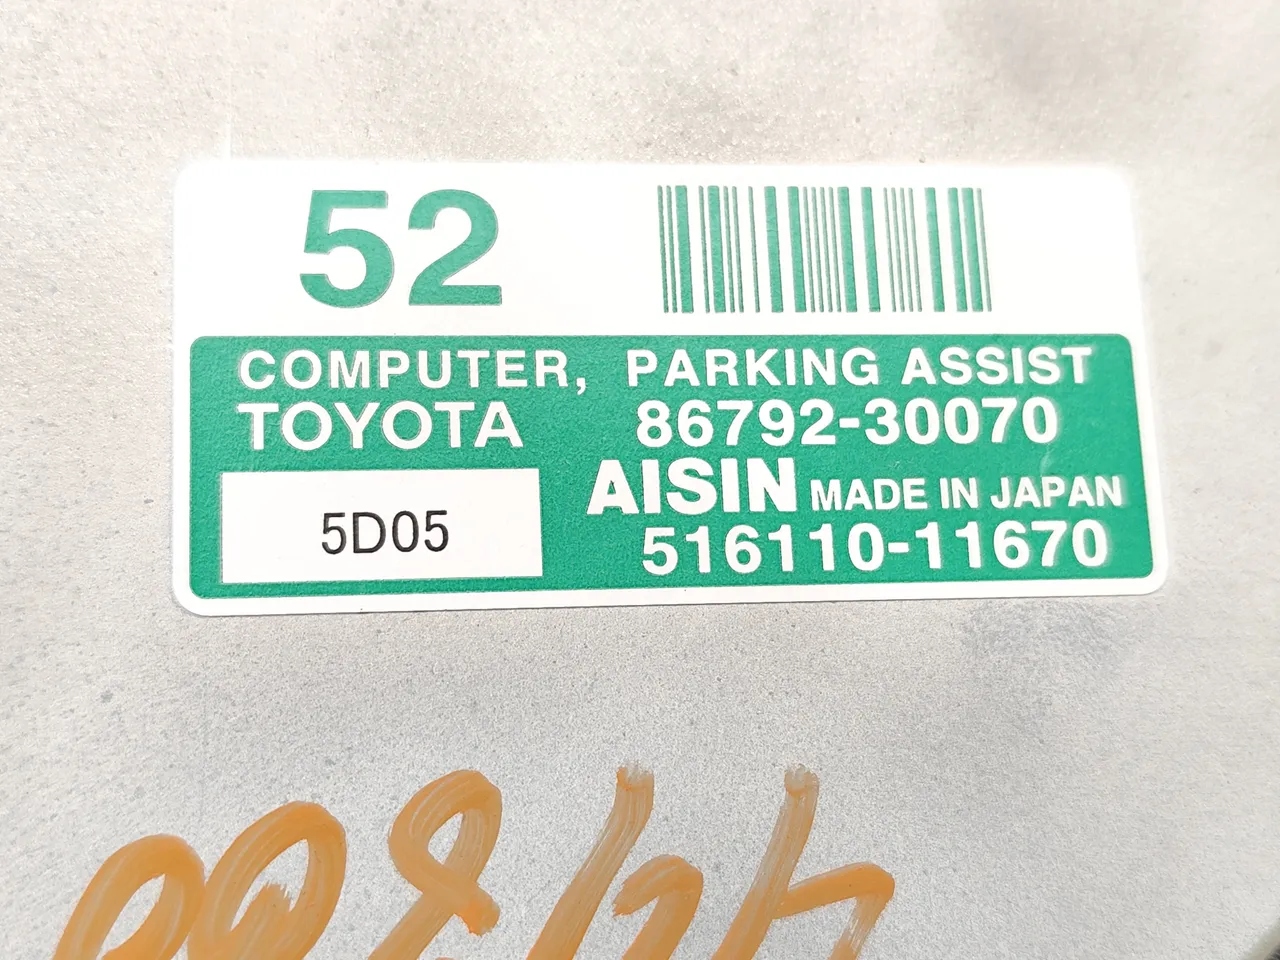 52
COMPUTER, PARKING ASSIST
TOYOTA 86792-30070
AISIN MADE IN JAPAN
5D05
516110-11670